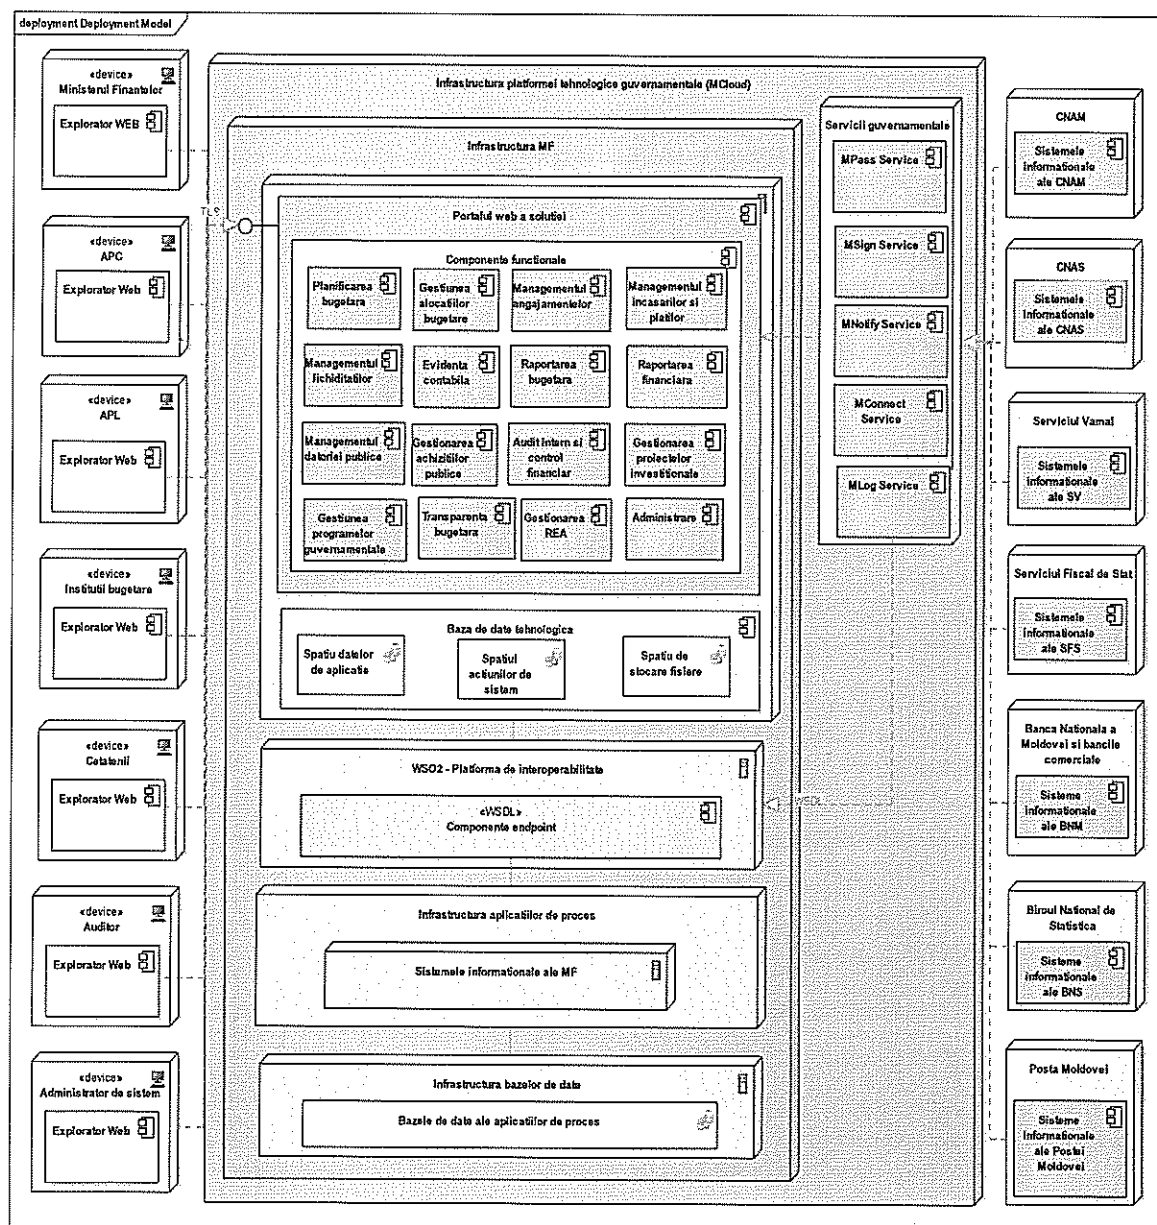 deployment Deployment Model
«device»
Ministerul Finantelor
Explorator WEB
«device»
APC
Explorator Web
«device»
APL
Explorator Web
«device»
Institutii bugetare
Explorator Web
«device»
Cetatenii
Explorator Web
«device»
Auditor
Explorator Web
«device»
Administrator de sistem
Explorator Web
Infrastructura platformei tehnologice guvernamentale (MCloud)
Infrastructura MF
TLS
Portalul web a solutiei
Componente functionale
Planificarea
bugetara
Gestiunea
alocatiilor
bugetare
Managementul
angajamentelor
Managementul
incasarilor si
platilor
Managementul
lichiditatilor
Evidenta
contabila
Raportarea
bugetara
Raportarea
financiara
Managementul
datoriei publice
Gestionarea
achizitiilor
publice
Audit intern si
control
financiar
Gestionarea
proiectelor
investitionale
Gestiunea
programelor
guvernamentale
Transparenta
bugetara
Gestionarea
REA
Administrare
Baza de date tehnologica
Spatiu datelor
de aplicatie
Spatiul
actiunilor de
sistem
Spatiu de
stocare fisiere
WSO2 - Platforma de interoperabilitate
«WSDL»
Componente endpoint
WSDL
Infrastructura aplicatiilor de proces
Sistemele informationale ale MF
Infrastructura bazelor de date
Bazele de date ale aplicatiilor de proces
Servicii guvernamentale
MPass Service
MSign Service
MNotify Service
MConnect
Service
MLog Service
CNAM
Sistemele
informationale
ale CNAM
CNAS
Sistemele
informationale
ale CNAS
Serviciul Vamal
Sistemele
informationale
ale SV
Serviciul Fiscal de Stat
Sistemele
informationale
ale SFS
Banca Nationala a
Moldovei si bancile
comerciale
Sisteme
informationale
ale BNM
Biroul National de
Statistica
Sisteme
informationale
ale BNS
Posta Moldovei
Sisteme
informationale
ale Postei
Moldovei